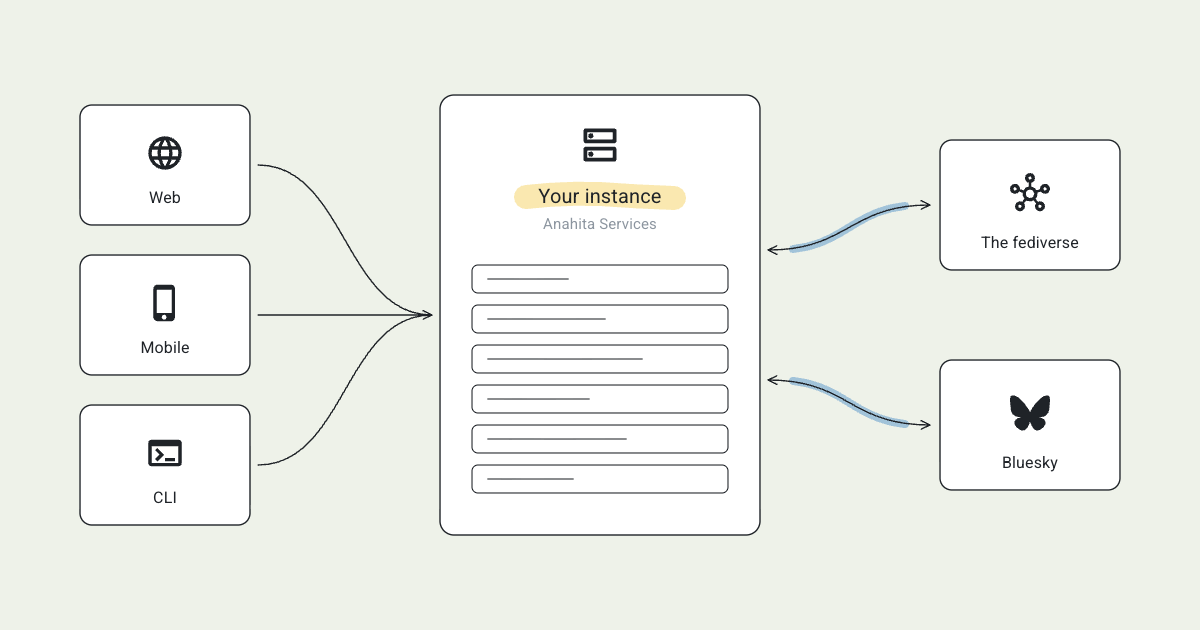 Web
Mobile
CLI
Your instance
Anahita Services
The fediverse
Bluesky